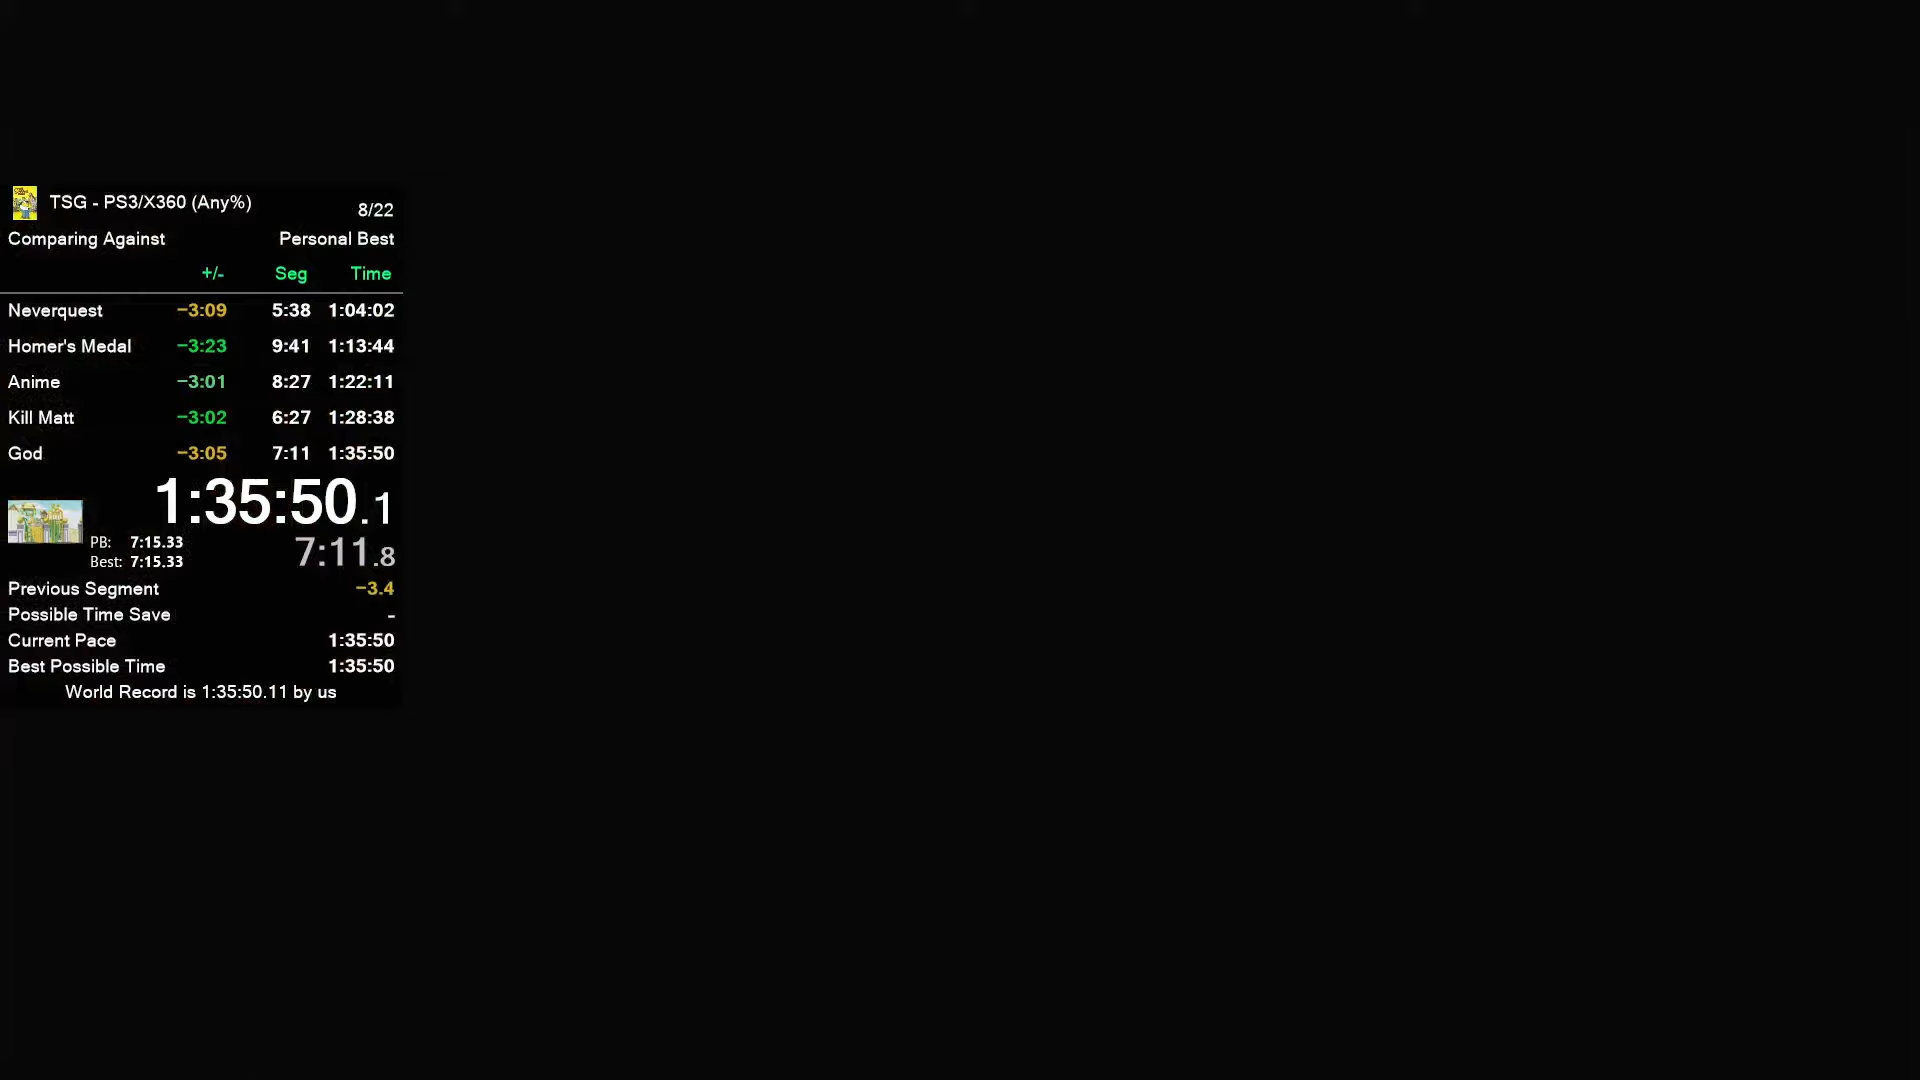 TSG - PS3/X360 (Any%)
8/22
Comparing Against Personal Best
+/- Seg Time
Neverquest −3:09 5:38 1:04:02
Homer's Medal −3:23 9:41 1:13:44
Anime −3:01 8:27 1:22:11
Kill Matt −3:02 6:27 1:28:38
God −3:05 7:11 1:35:50
1:35:50.1
PB: 7:15.33
7:11.8
Best: 7:15.33
Previous Segment −3.4
Possible Time Save -
Current Pace 1:35:50
Best Possible Time 1:35:50
World Record is 1:35:50.11 by us